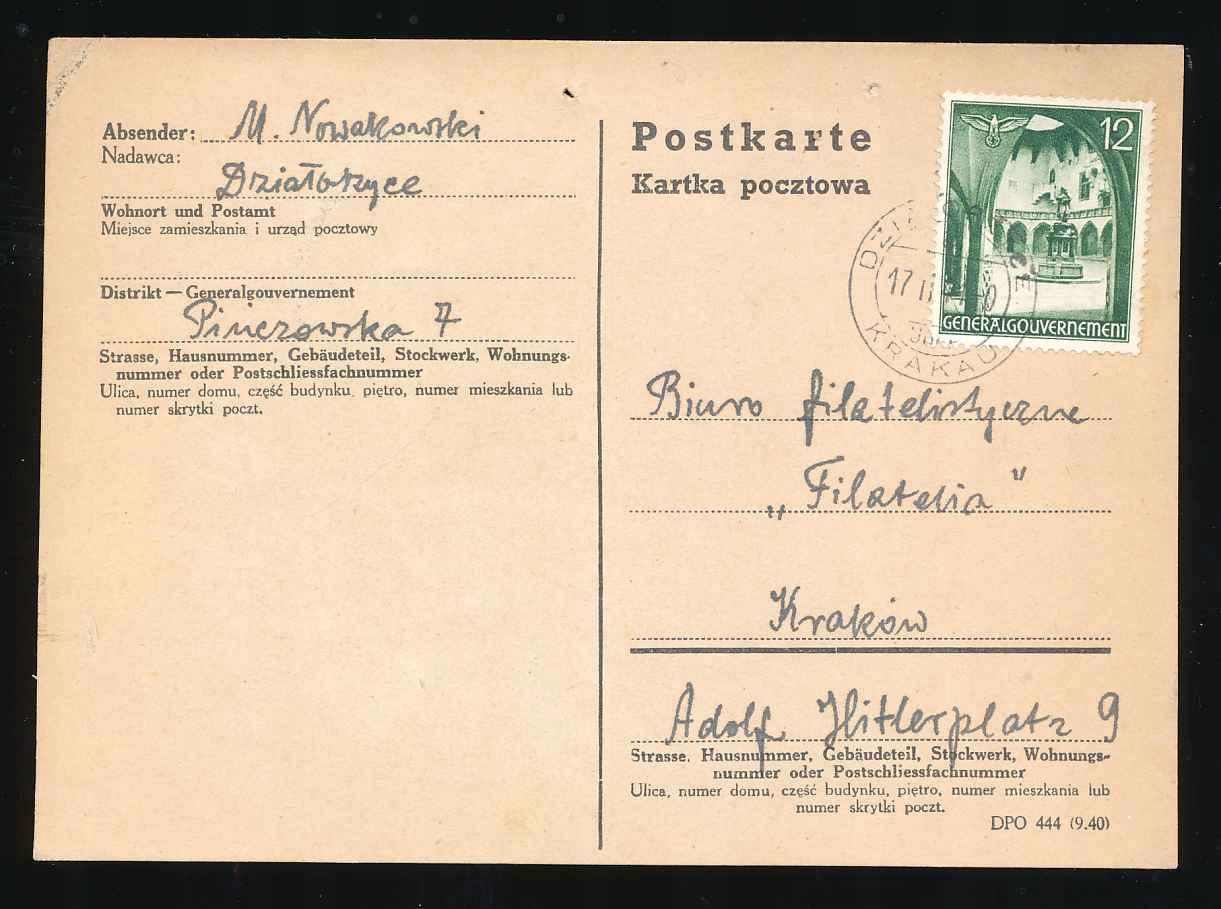 Absender: M. Nowakowski
Nadawca:
Działoszyce
Wohnort und Postamt
Miejsce zamieszkania i urząd pocztowy
Distrikt — Generalgouvernement
Pinczowska 7
Strasse, Hausnummer, Gebäudeteil, Stockwerk, Wohnungs-
nummer oder Postschliessfachnummer
Ulica, numer domu, część budynku, piętro, numer mieszkania lub
numer skrytki poczt.
Postkarte
Kartka pocztowa
12
GENERALGOUVERNEMENT
17 II
KRAKAU
Biuro filatelistyczne
„Filatelia"
Kraków
Adolf Hitlerplatz 9
Strasse, Hausnummer, Gebäudeteil, Stockwerk, Wohnungs-
nummer oder Postschliessfachnummer
Ulica, numer domu, część budynku, piętro, numer mieszkania lub
numer skrytki poczt.
DPO 444 (9.40)